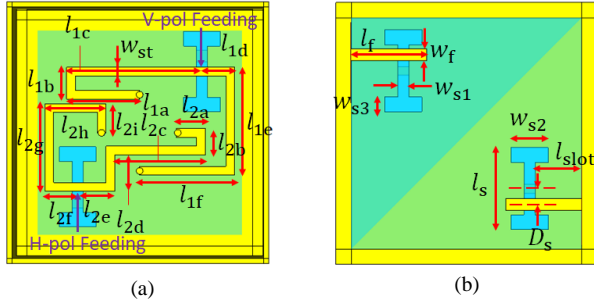 V-pol Feeding
l1c
wst
l1d
l1b
l1a
l2a
l1e
l2h
l2i
l2c
l2g
l2b
l1f
l2f
l2e
l2d
H-pol Feeding
(a)
lf
wf
ws1
ws3
ws2
lslot
ls
Ds
(b)